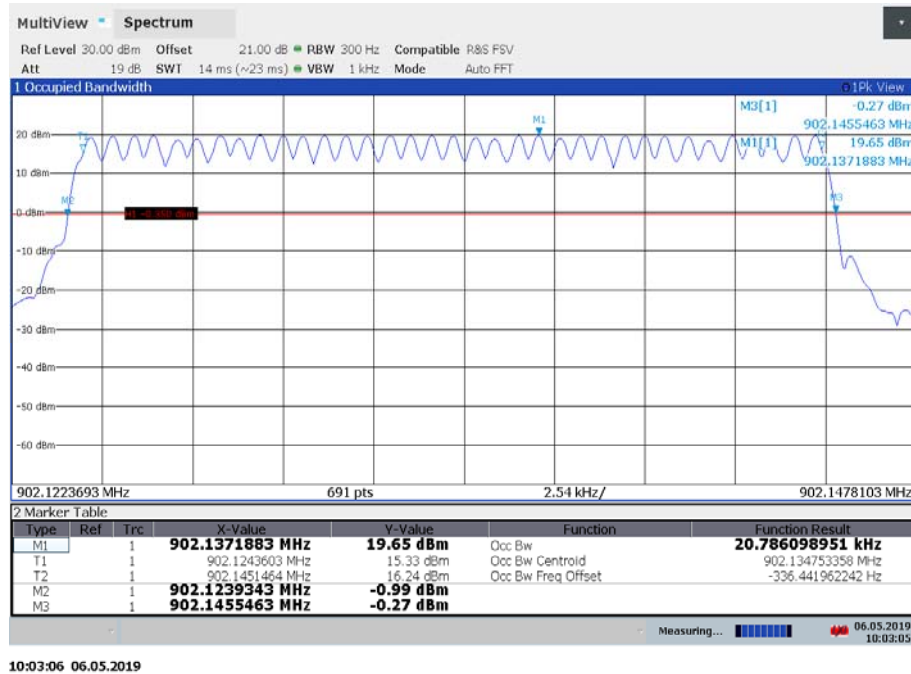 MultiView Spectrum
Ref Level 30.00 dBm Offset 21.00 dB RBW 300 Hz Compatible R&S FSV
Att 19 dB SWT 14 ms (~23 ms) VBW 1 kHz Mode Auto FFT
1 Occupied Bandwidth 1Pk View
M3[1] -0.27 dBm
902.1455463 MHz
M1[1] 19.65 dBm
902.1371883 MHz
M1
20 dBm
T1
10 dBm
M2
M3
0 dBm
H1 -0.350 dBm
-10 dBm
-20 dBm
-30 dBm
-40 dBm
-50 dBm
-60 dBm
902.1223693 MHz 691 pts 2.54 kHz/ 902.1478103 MHz
2 Marker Table
Type Ref Trc X-Value Y-Value Function Function Result
M1 1 902.1371883 MHz 19.65 dBm Occ Bw 20.786098951 kHz
T1 1 902.1243603 MHz 15.33 dBm Occ Bw Centroid 902.134753358 MHz
T2 1 902.1451464 MHz 16.24 dBm Occ Bw Freq Offset -336.441962242 Hz
M2 1 902.1239343 MHz -0.99 dBm
M3 1 902.1455463 MHz -0.27 dBm
Measuring... 06.05.2019
10:03:05
10:03:06 06.05.2019